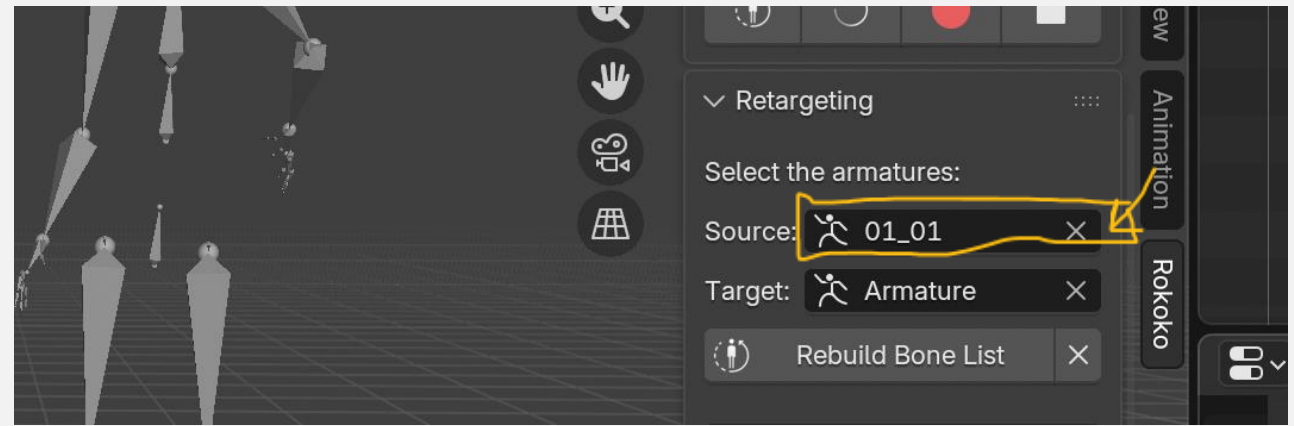 ew
Retargeting
Animation
Select the armatures:
Source: 01_01
Target: Armature
Rokoko
Rebuild Bone List